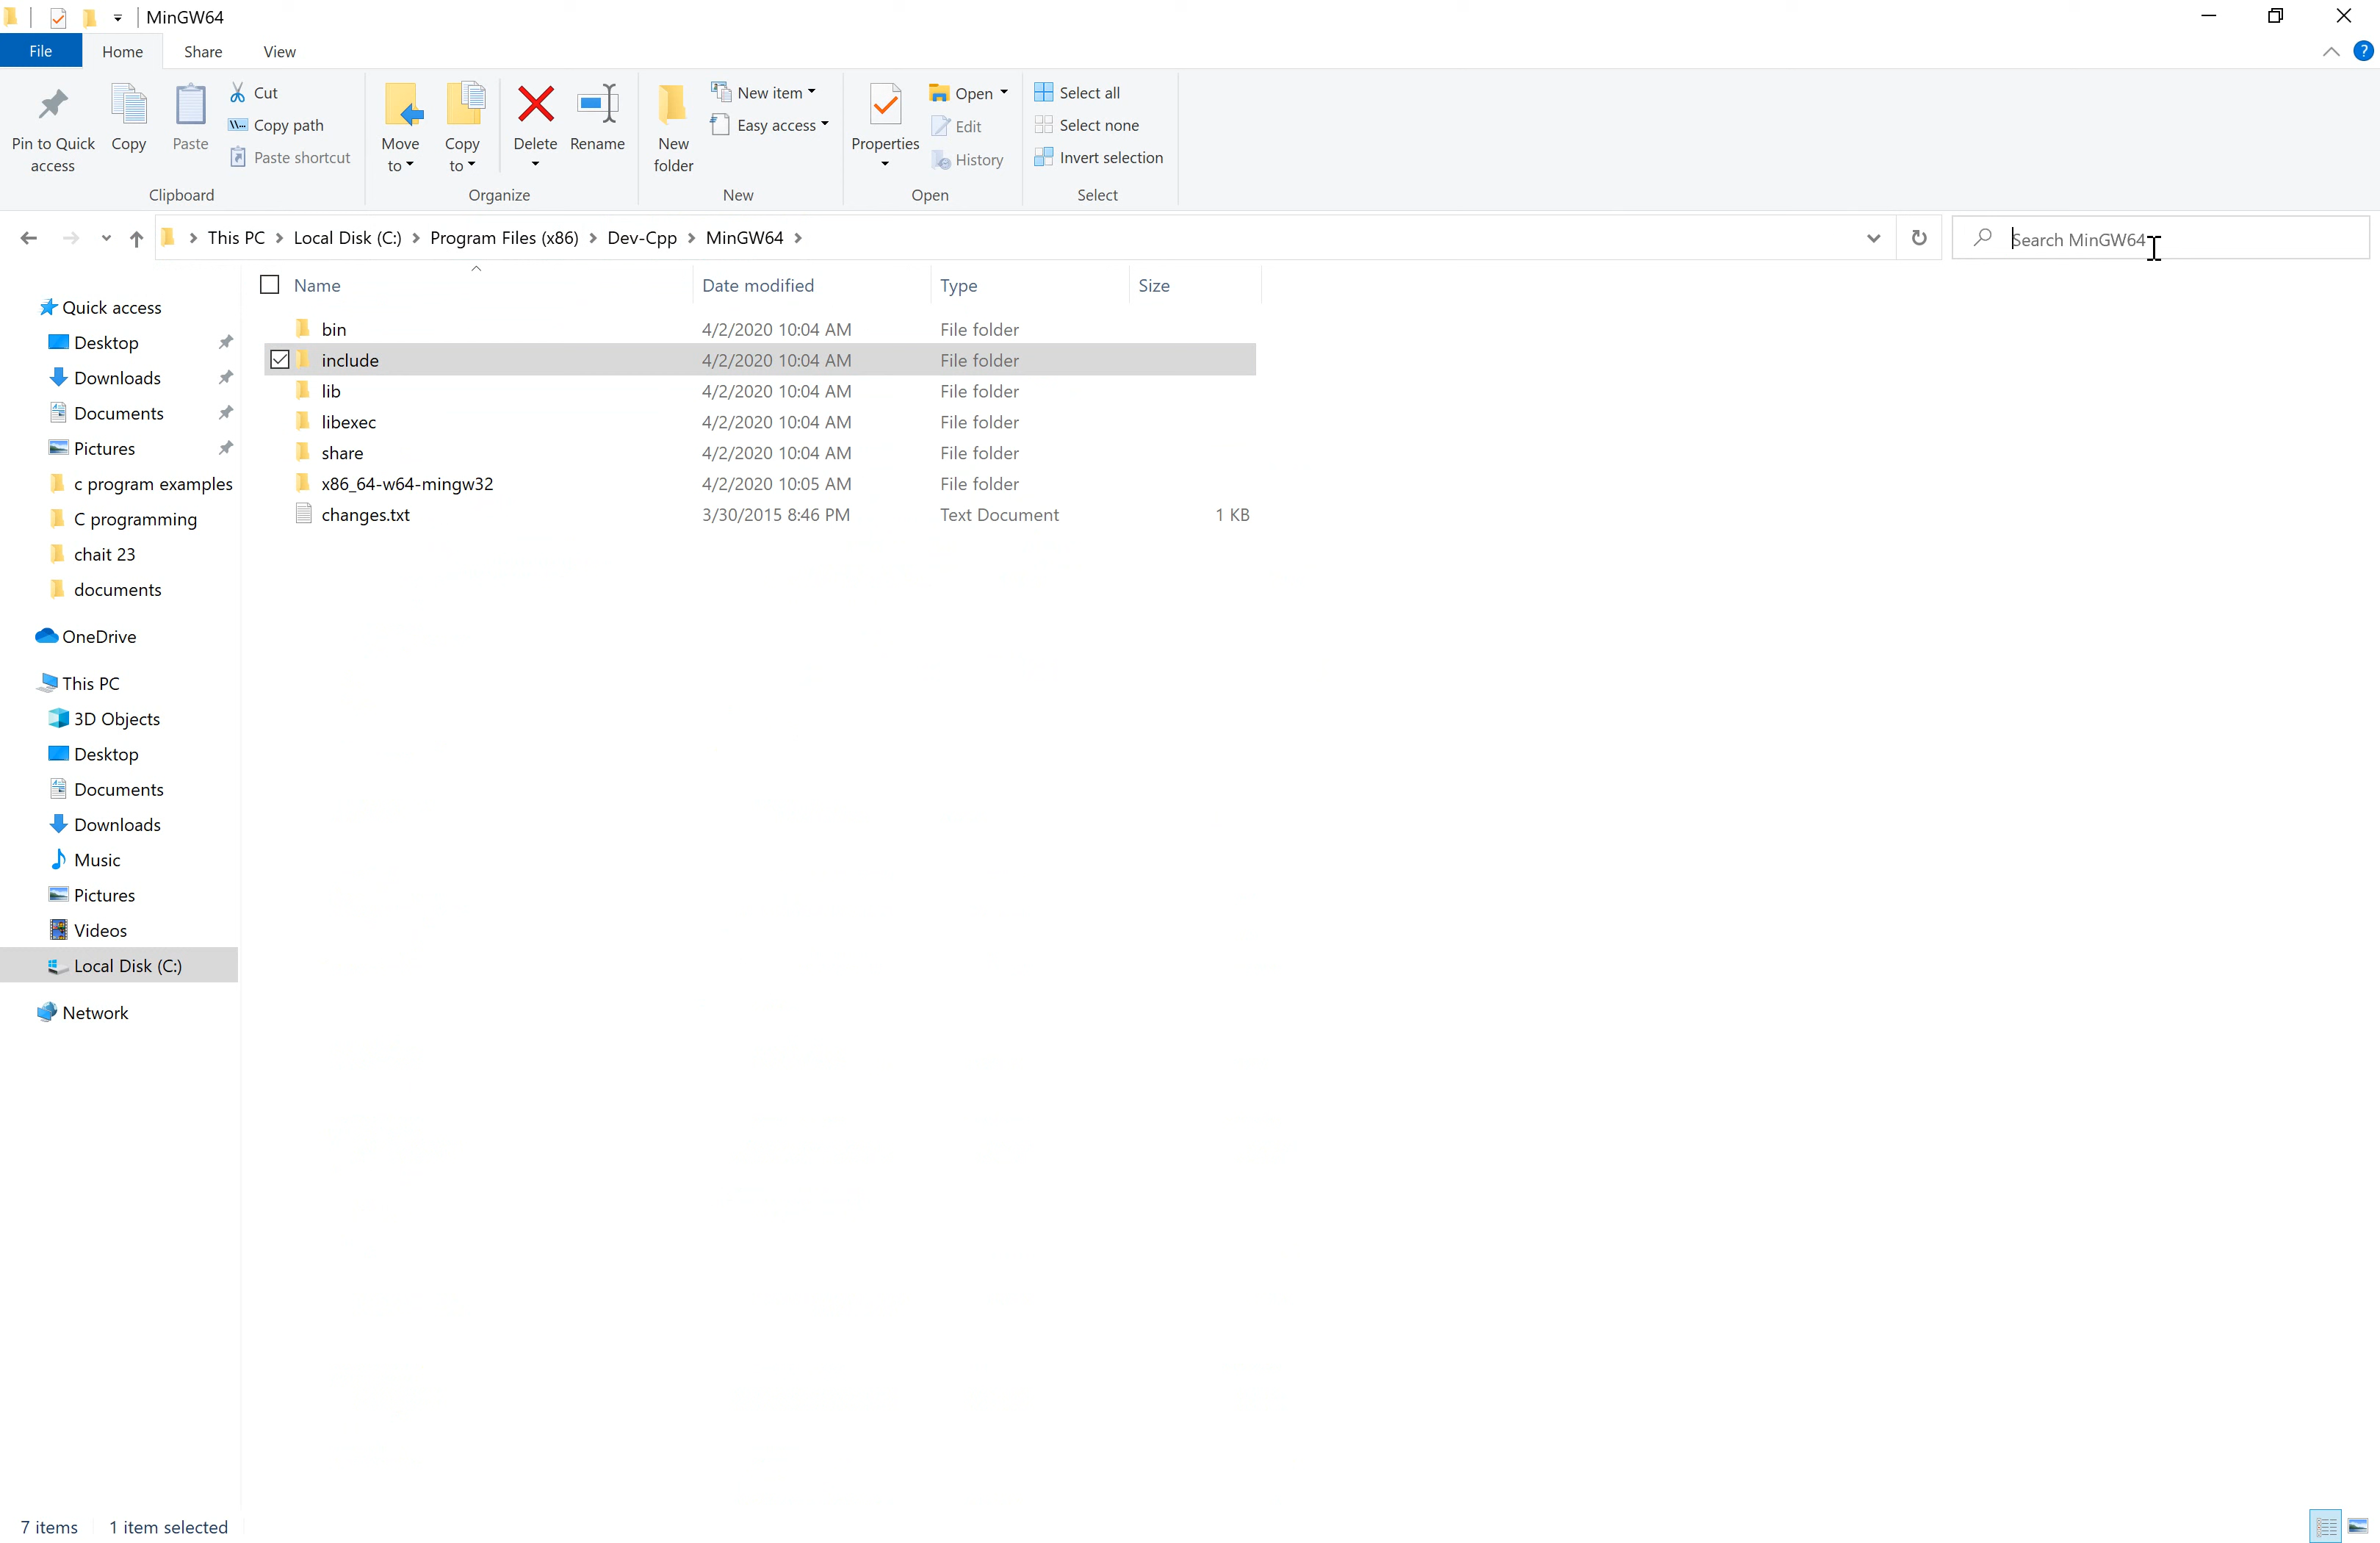 MinGW64
File Home Share View
Pin to Quick access
Copy
Paste
Cut
Copy path
Paste shortcut
Clipboard
Move to
Copy to
Delete
Rename
Organize
New folder
New item
Easy access
New
Properties
Open
Edit
History
Open
Select all
Select none
Invert selection
Select
This PC > Local Disk (C:) > Program Files (x86) > Dev-Cpp > MinGW64 >
Search MinGW64
Name Date modified Type Size
bin 4/2/2020 10:04 AM File folder
include 4/2/2020 10:04 AM File folder
lib 4/2/2020 10:04 AM File folder
libexec 4/2/2020 10:04 AM File folder
share 4/2/2020 10:04 AM File folder
x86_64-w64-mingw32 4/2/2020 10:05 AM File folder
changes.txt 3/30/2015 8:46 PM Text Document 1 KB
Quick access
Desktop
Downloads
Documents
Pictures
c program examples
C programming
chait 23
documents
OneDrive
This PC
3D Objects
Desktop
Documents
Downloads
Music
Pictures
Videos
Local Disk (C:)
Network
7 items 1 item selected